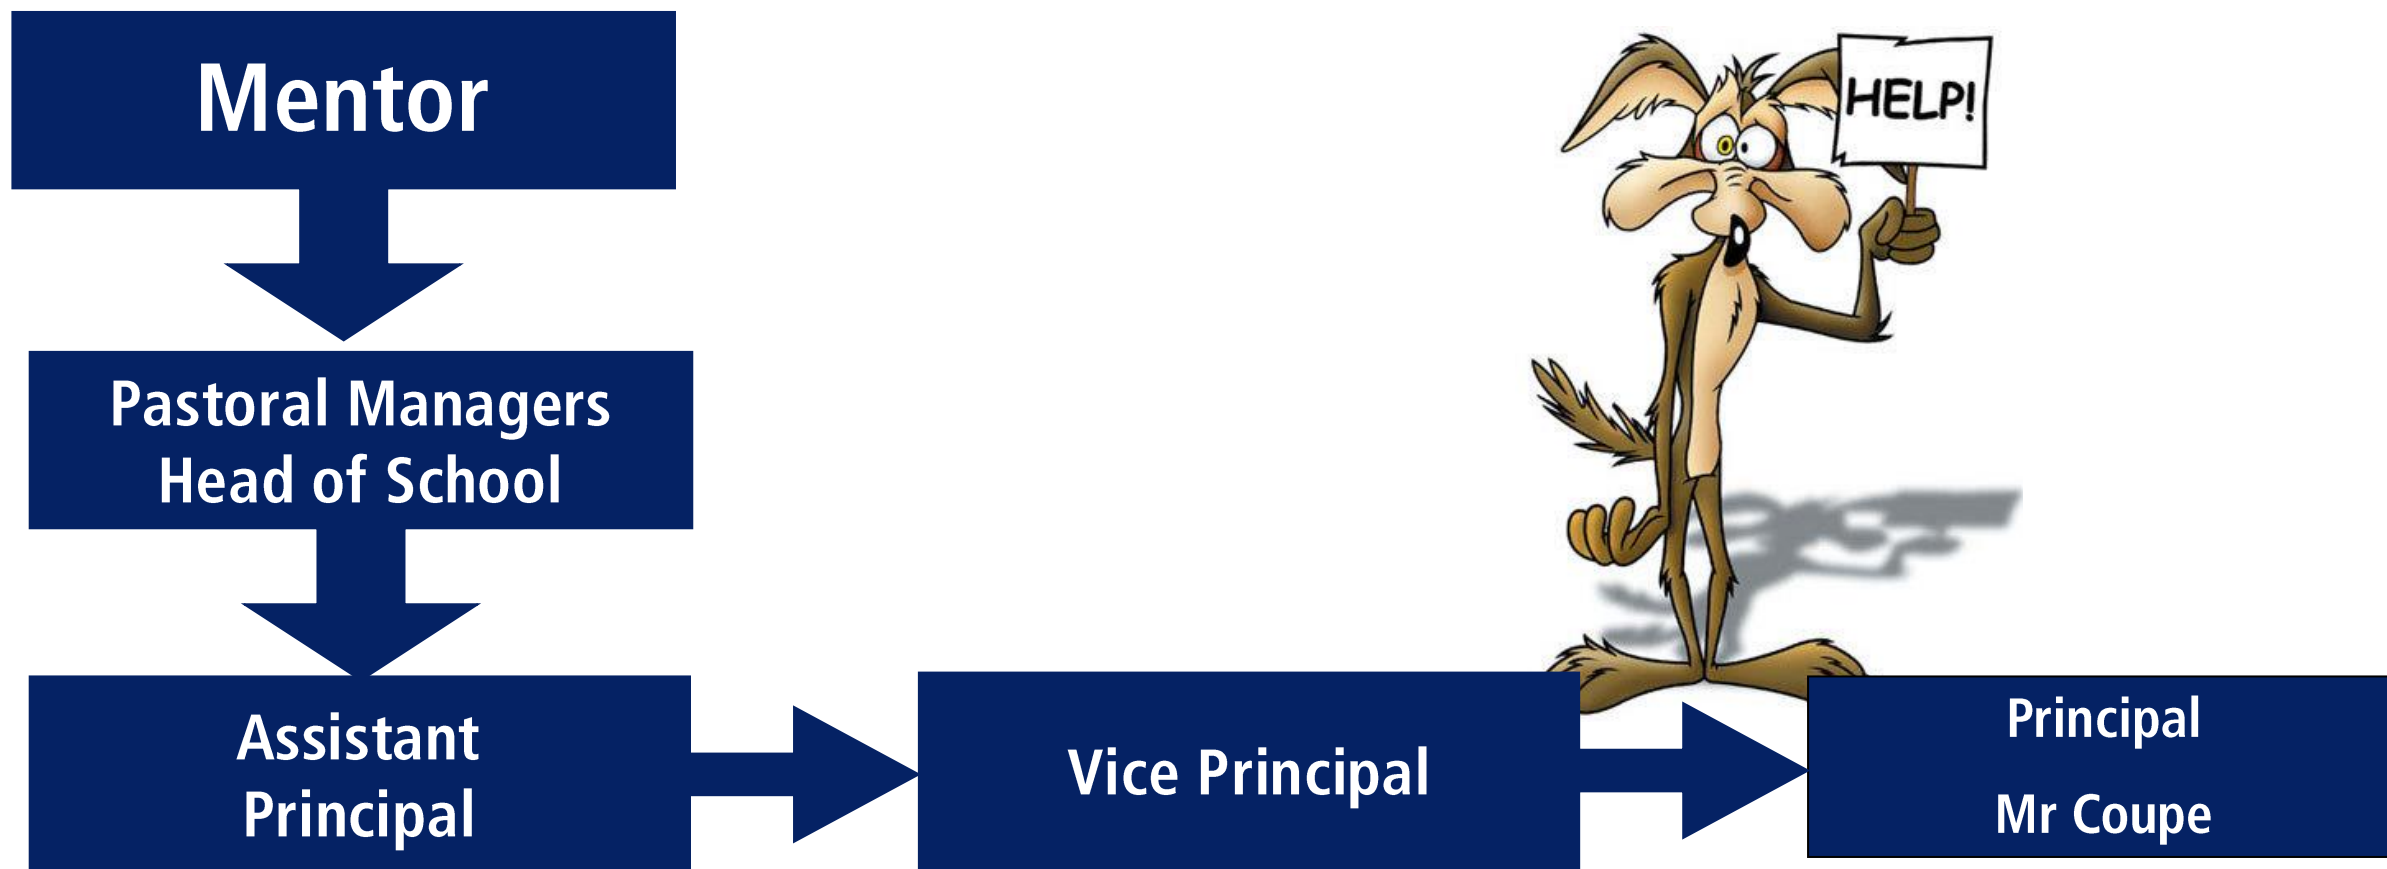 Mentor
HELP!
Pastoral Managers
Head of School
Assistant
Principal
Vice Principal
Principal
Mr Coupe